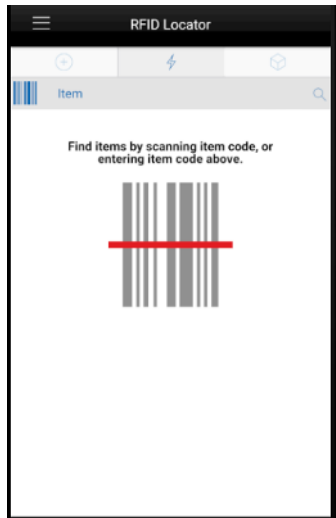 RFID Locator
Item
Find items by scanning item code, or
entering item code above.